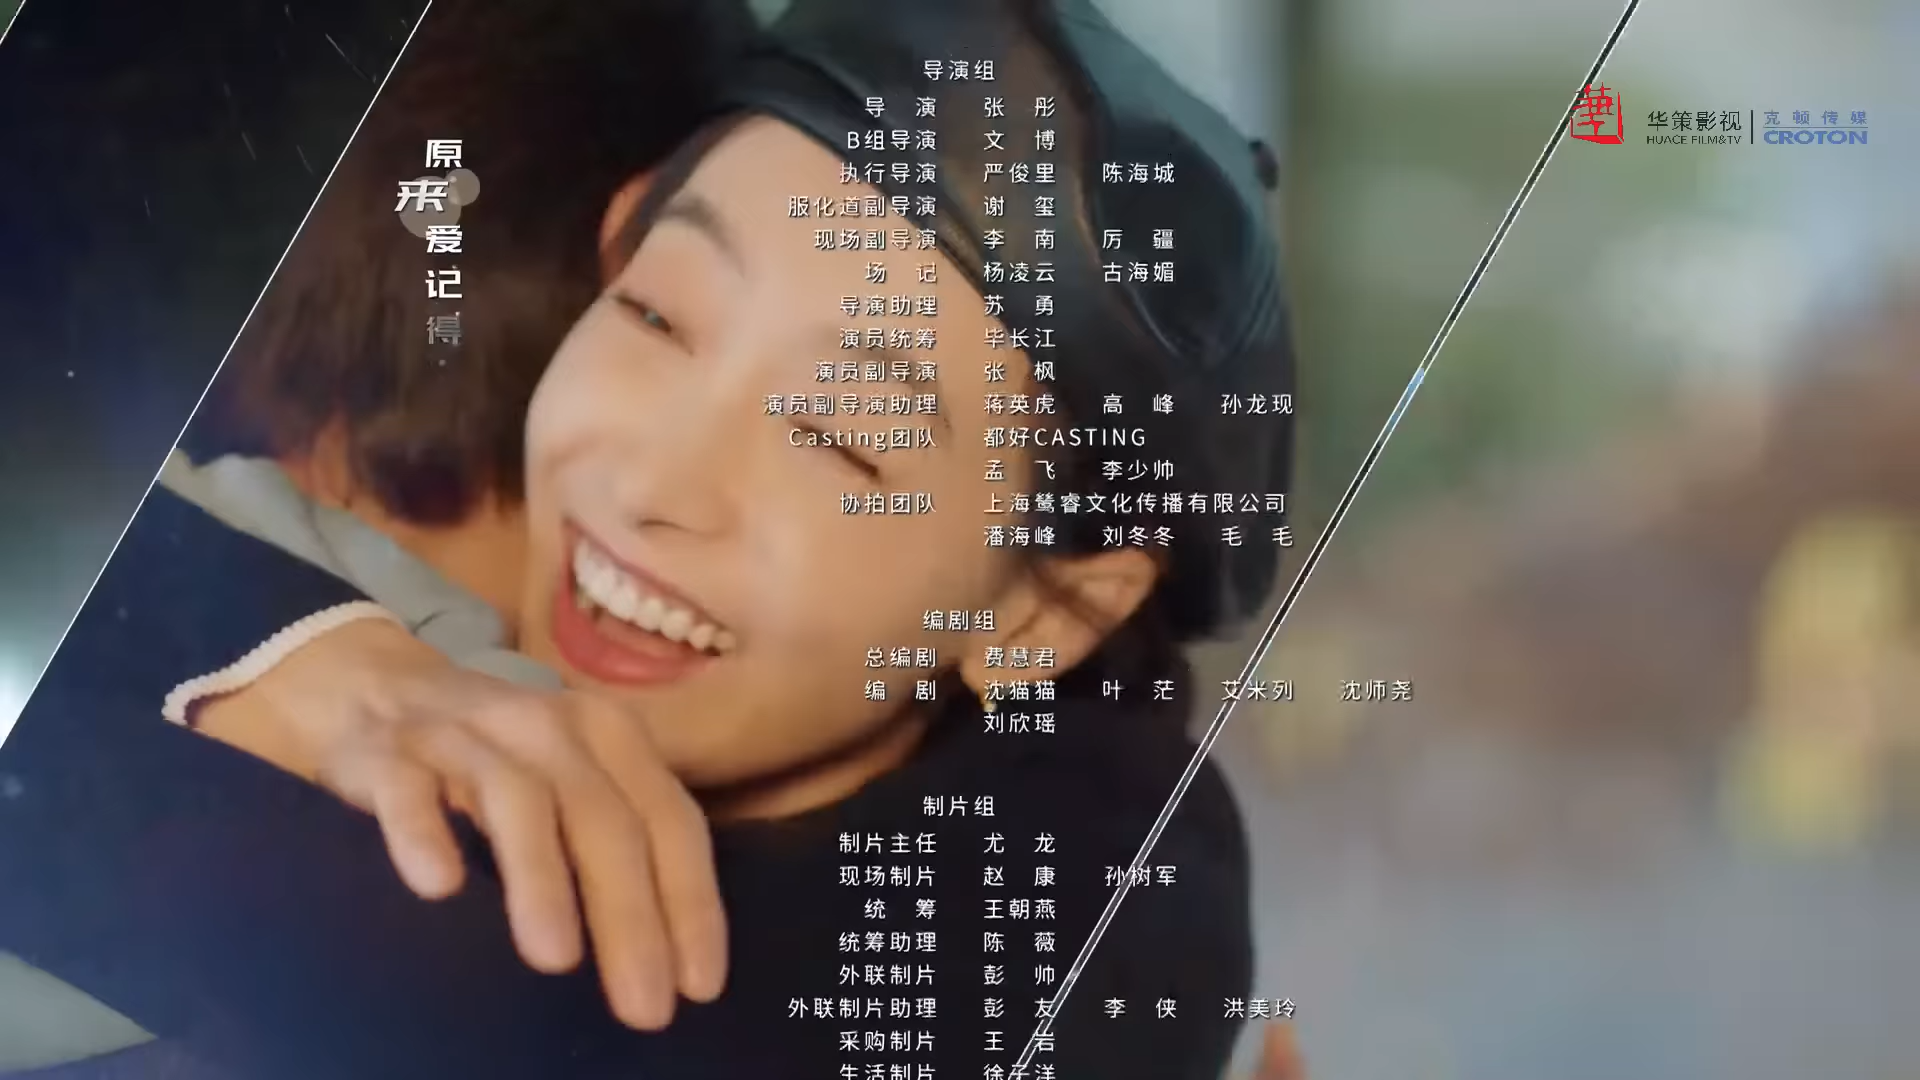 原来爱记得
华策影视
HUACE FILM&TV
克顿传媒
CROTON
导演组
导 演 张 彤
B组导演 文 博
执行导演 严俊里 陈海城
服化道副导演 谢 玺
现场副导演 李 南 厉 疆
场 记 杨凌云 古海媚
导演助理 苏 勇
演员统筹 毕长江
演员副导演 张 枫
演员副导演助理 蒋英虎 高 峰 孙龙现
Casting团队 都好CASTING
孟 飞 李少帅
协拍团队 上海鸶睿文化传播有限公司
潘海峰 刘冬冬 毛 毛
编剧组
总编剧 费慧君
编 剧 沈猫猫 叶 茫 艾米列 沈师尧
刘欣瑶
制片组
制片主任 尤 龙
现场制片 赵 康 孙树军
统 筹 王朝燕
统筹助理 陈 薇
外联制片 彭 帅
外联制片助理 彭 友 李 侠 洪美玲
采购制片 王 岩
生活制片 徐子洋